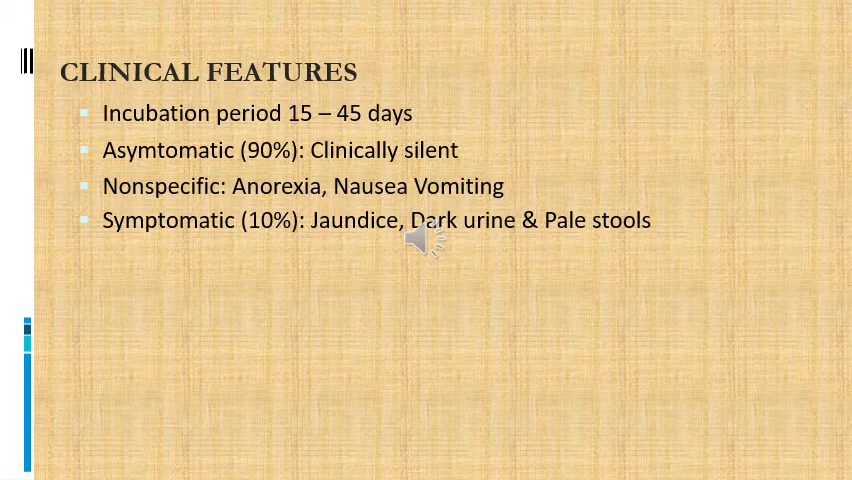 CLINICAL FEATURES
Incubation period 15 – 45 days
Asymtomatic (90%): Clinically silent
Nonspecific: Anorexia, Nausea Vomiting
Symptomatic (10%): Jaundice, Dark urine & Pale stools